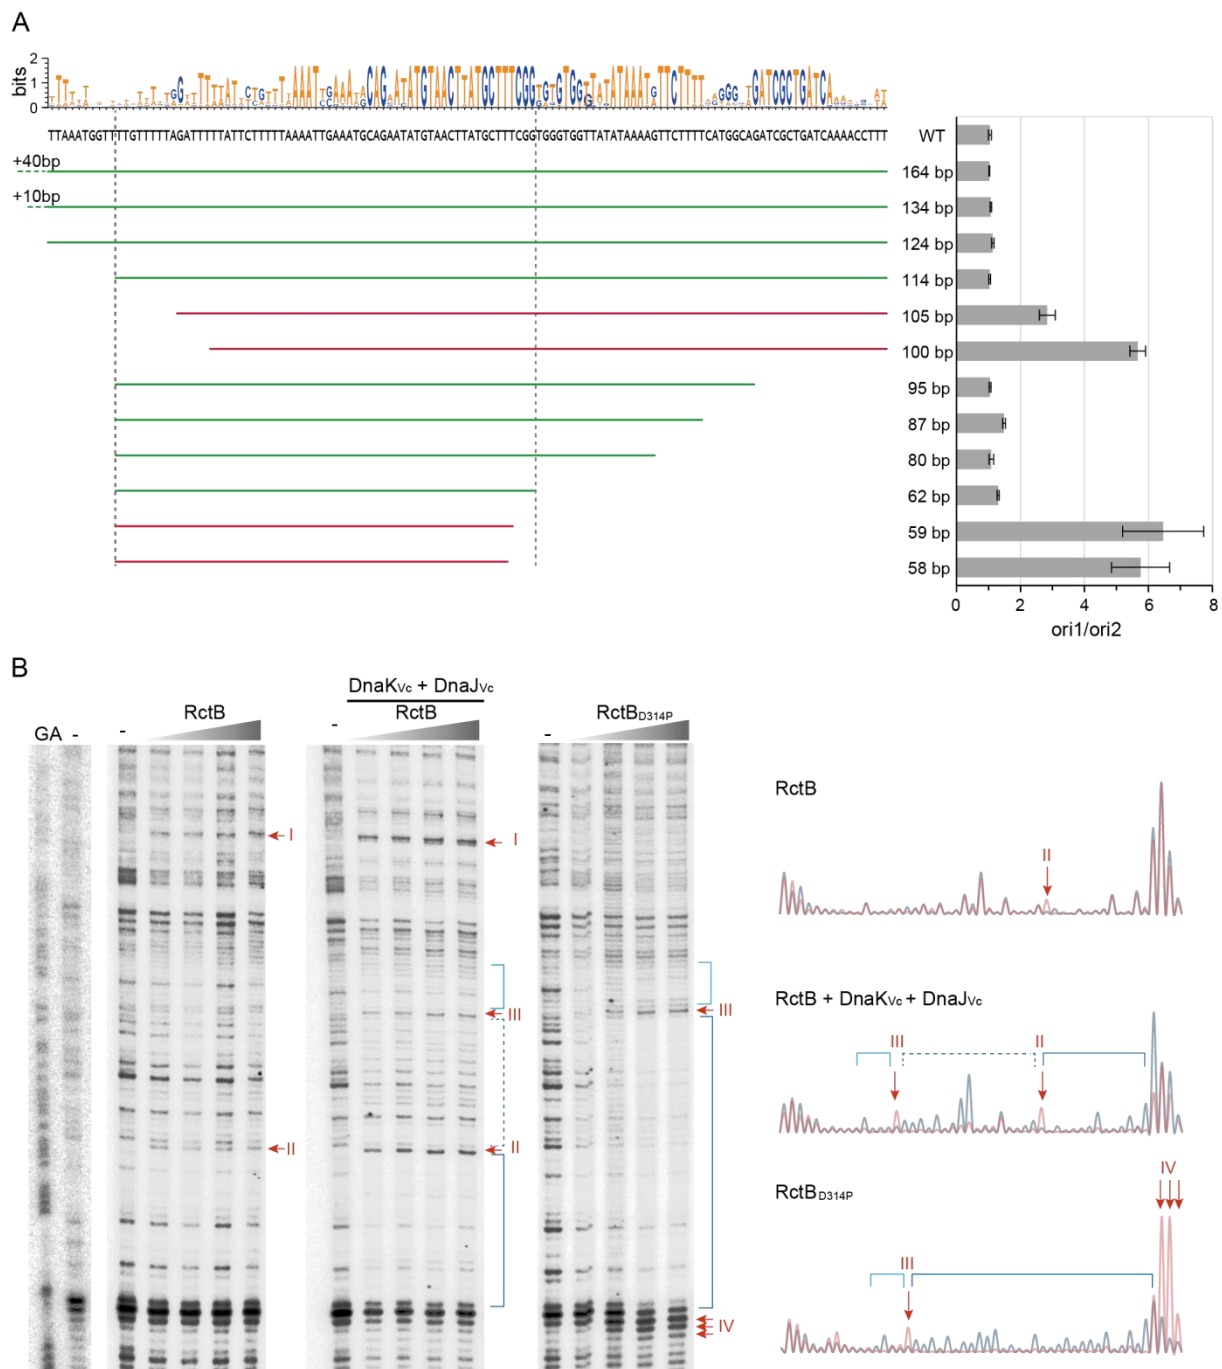 A
bits
2
1
0
TTAAATGGTTTTGTTTTTAGATTTTTATTCTTTTTAAAATTGAAATGCAGAATATGTAACTTATGCTTTCGGTGGGTGGTTATATAAAAGTTCTTTTCATGGCAGATCGCTGATCAAAACCTTT
WT
+40bp
164 bp
+10bp
134 bp
124 bp
114 bp
105 bp
100 bp
95 bp
87 bp
80 bp
62 bp
59 bp
58 bp
0 2 4 6 8
ori1/ori2
B
GA -
- RctB
DnaKVc + DnaJVc
- RctB
- RctBD314P
I
II
I
III
II
III
IV
RctB
II
RctB + DnaKVc + DnaJVc
III
II
RctBD314P
III
IV